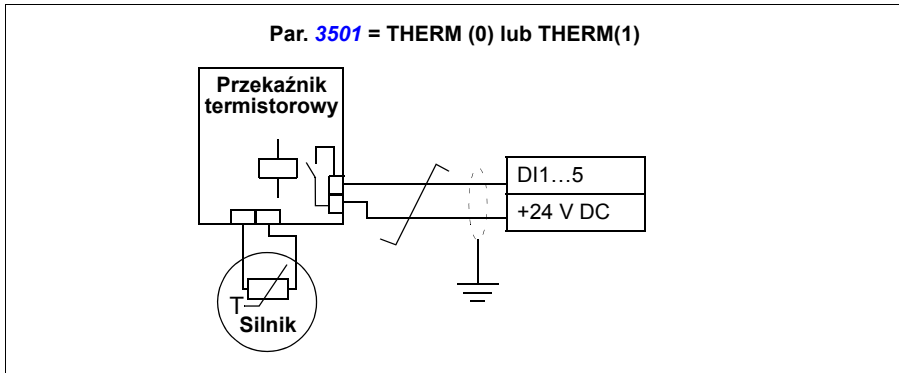 Par. 3501 = THERM (0) lub THERM(1)
Przekaźnik
termistorowy
DI1...5
+24 V DC
T
Silnik